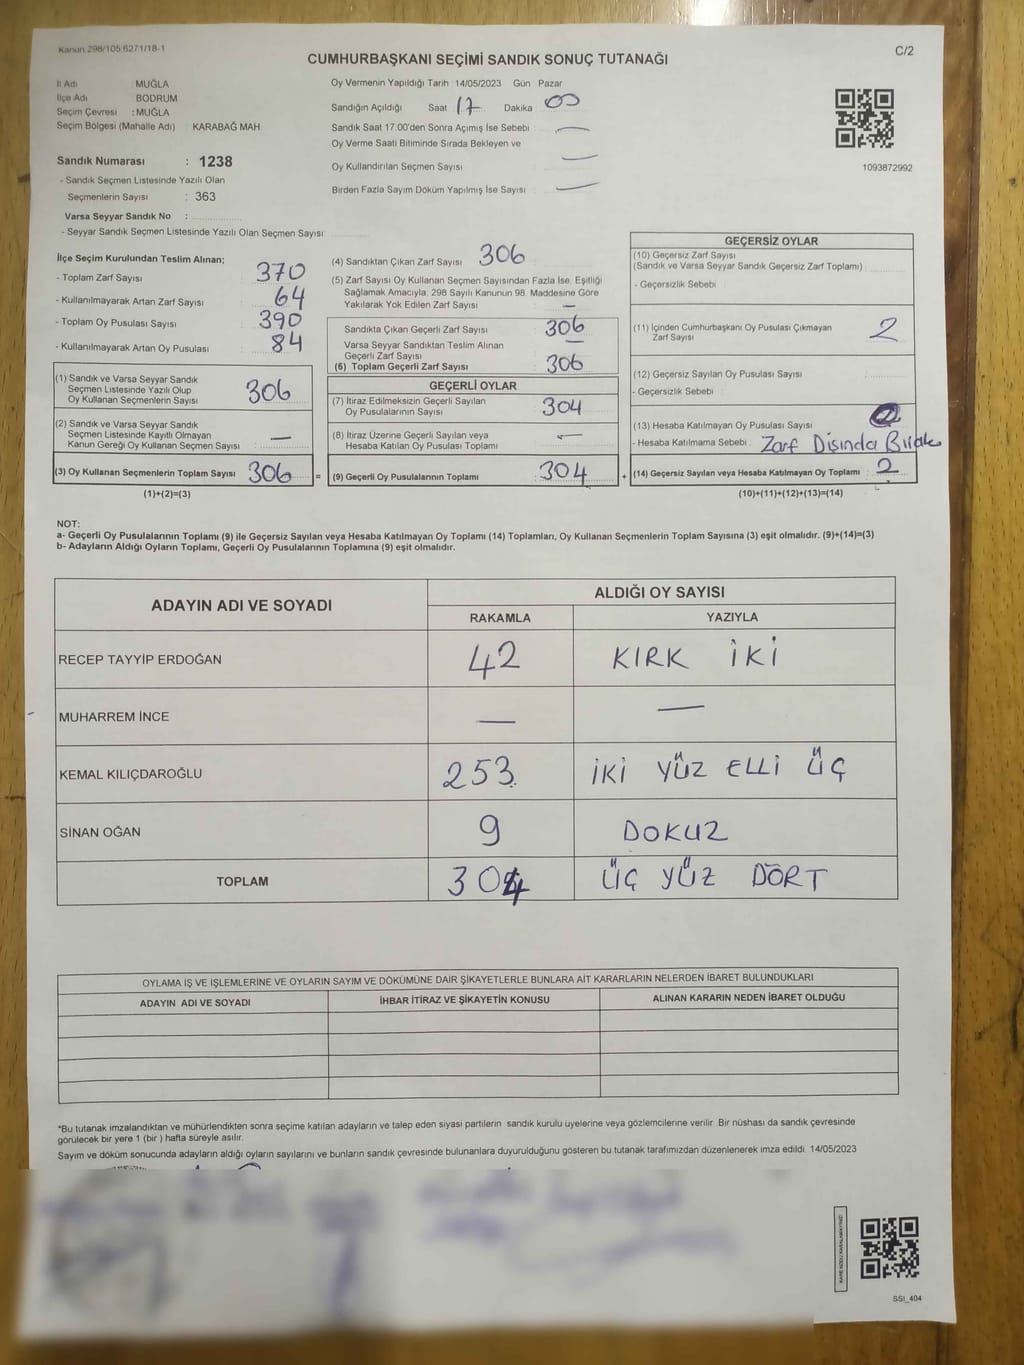 Kanun 298/105,6271/18-1
C/2
CUMHURBAŞKANI SEÇİMİ SANDIK SONUÇ TUTANAĞI
İl Adı MUĞLA
İlçe Adı BODRUM
Seçim Çevresi : MUĞLA
Seçim Bölgesi (Mahalle Adı) KARABAĞ MAH.
Sandık Numarası : 1238
- Sandık Seçmen Listesinde Yazılı Olan
Seçmenlerin Sayısı : 363
Varsa Seyyar Sandık No :
- Seyyar Sandık Seçmen Listesinde Yazılı Olan Seçmen Sayısı
Oy Vermenin Yapıldığı Tarih 14/05/2023 Gün Pazar
Sandığın Açıldığı Saat 17 Dakika 00
Sandık Saat 17:00'den Sonra Açımış İse Sebebi : —
Oy Verme Saati Bitiminde Sırada Bekleyen ve
Oy Kullandırılan Seçmen Sayısı —
Birden Fazla Sayım Döküm Yapılmış İse Sayısı —
1093872992
İlçe Seçim Kurulundan Teslim Alınan;
- Toplam Zarf Sayısı 370
- Kullanılmayarak Artan Zarf Sayısı 64
- Toplam Oy Pusulası Sayısı 390
- Kullanılmayarak Artan Oy Pusulası 84
(1) Sandık ve Varsa Seyyar Sandık
Seçmen Listesinde Yazılı Olup
Oy Kullanan Seçmenlerin Sayısı 306
(2) Sandık ve Varsa Seyyar Sandık
Seçmen Listesinde Kayıtlı Olmayan
Kanun Gereği Oy Kullanan Seçmen Sayısı —
(3) Oy Kullanan Seçmenlerin Toplam Sayısı 306 =
(1)+(2)=(3)
(4) Sandıktan Çıkan Zarf Sayısı 306
(5) Zarf Sayısı Oy Kullanan Seçmen Sayısından Fazla İse, Eşitliği
Sağlamak Amacıyla, 298 Sayılı Kanunun 98. Maddesine Göre
Yakılarak Yok Edilen Zarf Sayısı —
Sandıkta Çıkan Geçerli Zarf Sayısı 306
Varsa Seyyar Sandıktan Teslim Alınan
Geçerli Zarf Sayısı —
(6) Toplam Geçerli Zarf Sayısı 306
GEÇERLİ OYLAR
(7) İtiraz Edilmeksizin Geçerli Sayılan
Oy Pusulalarının Sayısı 304
(8) İtiraz Üzerine Geçerli Sayılan veya
Hesaba Katılan Oy Pusulası Toplamı —
(9) Geçerli Oy Pusulalarının Toplamı 304 +
GEÇERSİZ OYLAR
(10) Geçersiz Zarf Sayısı
(Sandık ve Varsa Seyyar Sandık Geçersiz Zarf Toplamı)
- Geçersizlik Sebebi :
(11) İçinden Cumhurbaşkanı Oy Pusulası Çıkmayan
Zarf Sayısı 2
(12) Geçersiz Sayılan Oy Pusulası Sayısı
- Geçersizlik Sebebi :
(13) Hesaba Katılmayan Oy Pusulası Sayısı
- Hesaba Katılmama Sebebi : Zarf Dışında Bırak
(14) Geçersiz Sayılan veya Hesaba Katılmayan Oy Toplamı 2
(10)+(11)+(12)+(13)=(14)
NOT:
a- Geçerli Oy Pusulalarının Toplamı (9) ile Geçersiz Sayılan veya Hesaba Katılmayan Oy Toplamı (14) Toplamları, Oy Kullanan Seçmenlerin Toplam Sayısına (3) eşit olmalıdır. (9)+(14)=(3)
b- Adayların Aldığı Oyların Toplamı, Geçerli Oy Pusulalarının Toplamına (9) eşit olmalıdır.
ADAYIN ADI VE SOYADI ALDIĞI OY SAYISI
RAKAMLA YAZIYLA
RECEP TAYYİP ERDOĞAN 42 KIRK İKİ
MUHARREM İNCE — —
KEMAL KILIÇDAROĞLU 253 İKİ YÜZ ELLİ ÜÇ
SİNAN OĞAN 9 DOKUZ
TOPLAM 304 ÜÇ YÜZ DÖRT
OYLAMA İŞ VE İŞLEMLERİNE VE OYLARIN SAYIM VE DÖKÜMÜNE DAİR ŞİKAYETLERLE BUNLARA AİT KARARLARIN NELERDEN İBARET BULUNDUKLARI
ADAYIN ADI VE SOYADI İHBAR İTİRAZ VE ŞİKAYETİN KONUSU ALINAN KARARIN NEDEN İBARET OLDUĞU
*Bu tutanak imzalandıktan ve mühürlendikten sonra seçime katılan adayların ve talep eden siyasi partilerin sandık kurulu üyelerine veya gözlemcilerine verilir. Bir nüshası da sandık çevresinde
görülecek bir yere 1 (bir ) hafta süreyle asılır.
Sayım ve döküm sonucunda adayların aldığı oyların sayılarını ve bunların sandık çevresinde bulunanlara duyurulduğunu gösteren bu tutanak tarafımızdan düzenlenerek imza edildi. 14/05/2023
SSI_404